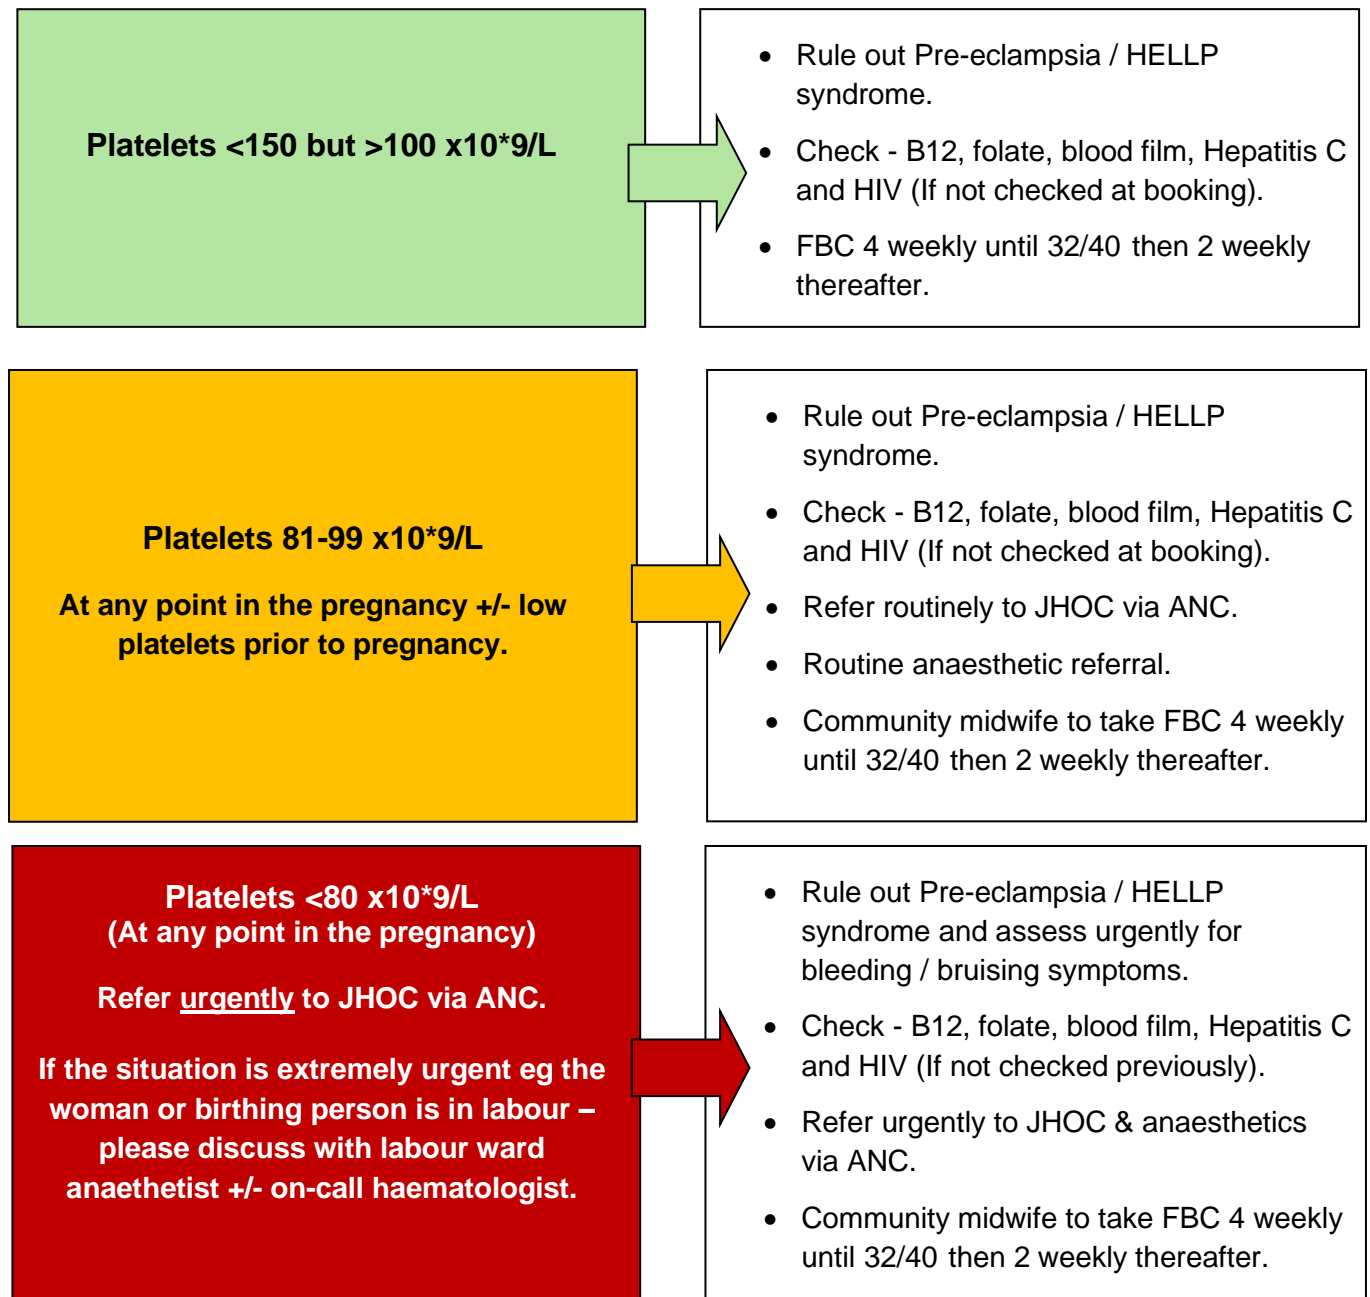 Platelets <150 but >100 x10*9/L
• Rule out Pre-eclampsia / HELLP
syndrome.
• Check - B12, folate, blood film, Hepatitis C
and HIV (If not checked at booking).
• FBC 4 weekly until 32/40 then 2 weekly
thereafter.
Platelets 81-99 x10*9/L
At any point in the pregnancy +/- low
platelets prior to pregnancy.
• Rule out Pre-eclampsia / HELLP
syndrome.
• Check - B12, folate, blood film, Hepatitis C
and HIV (If not checked at booking).
• Refer routinely to JHOC via ANC.
• Routine anaesthetic referral.
• Community midwife to take FBC 4 weekly
until 32/40 then 2 weekly thereafter.
Platelets <80 x10*9/L
(At any point in the pregnancy)
Refer urgently to JHOC via ANC.
If the situation is extremely urgent eg the
woman or birthing person is in labour –
please discuss with labour ward
anaethetist +/- on-call haematologist.
• Rule out Pre-eclampsia / HELLP
syndrome and assess urgently for
bleeding / bruising symptoms.
• Check - B12, folate, blood film, Hepatitis C
and HIV (If not checked previously).
• Refer urgently to JHOC & anaesthetics
via ANC.
• Community midwife to take FBC 4 weekly
until 32/40 then 2 weekly thereafter.